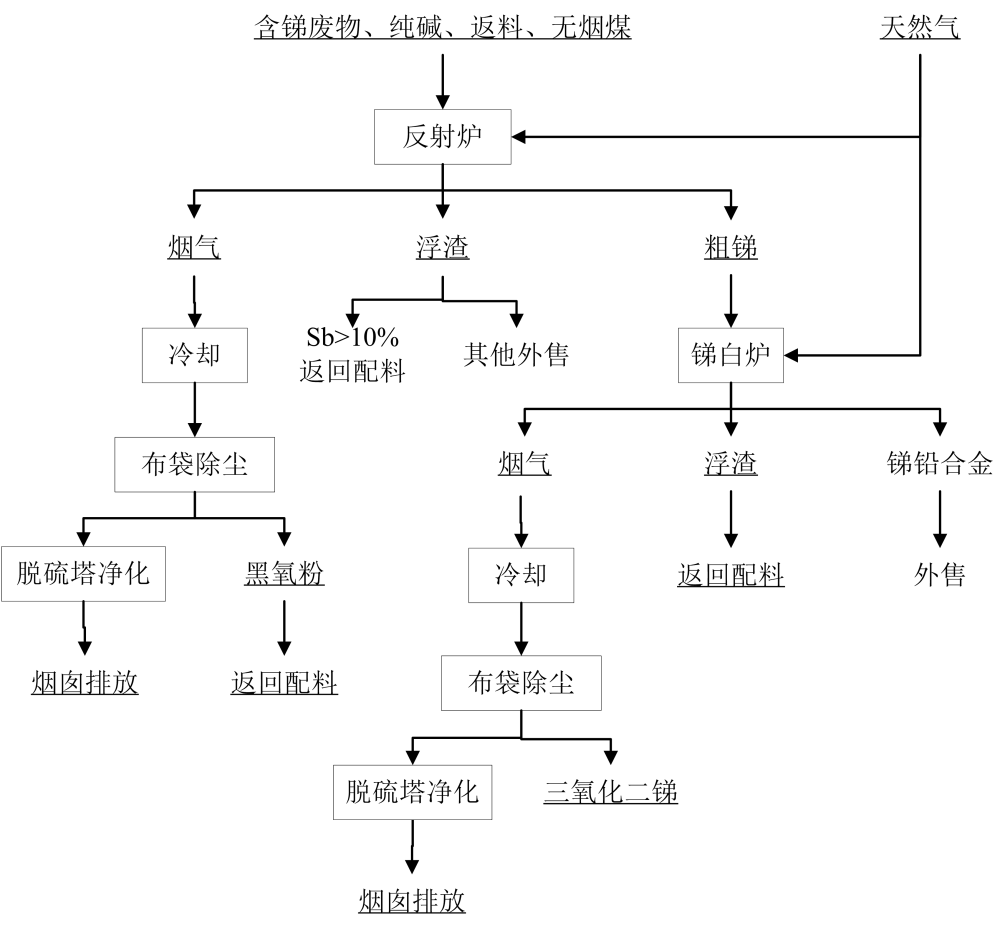 含锑废物、纯碱、返料、无烟煤
天然气
反射炉
烟气
浮渣
粗锑
冷却
Sb>10%
返回配料
其他外售
锑白炉
布袋除尘
烟气
浮渣
锑铅合金
脱硫塔净化
黑氧粉
冷却
返回配料
外售
烟囱排放
返回配料
布袋除尘
脱硫塔净化
三氧化二锑
烟囱排放